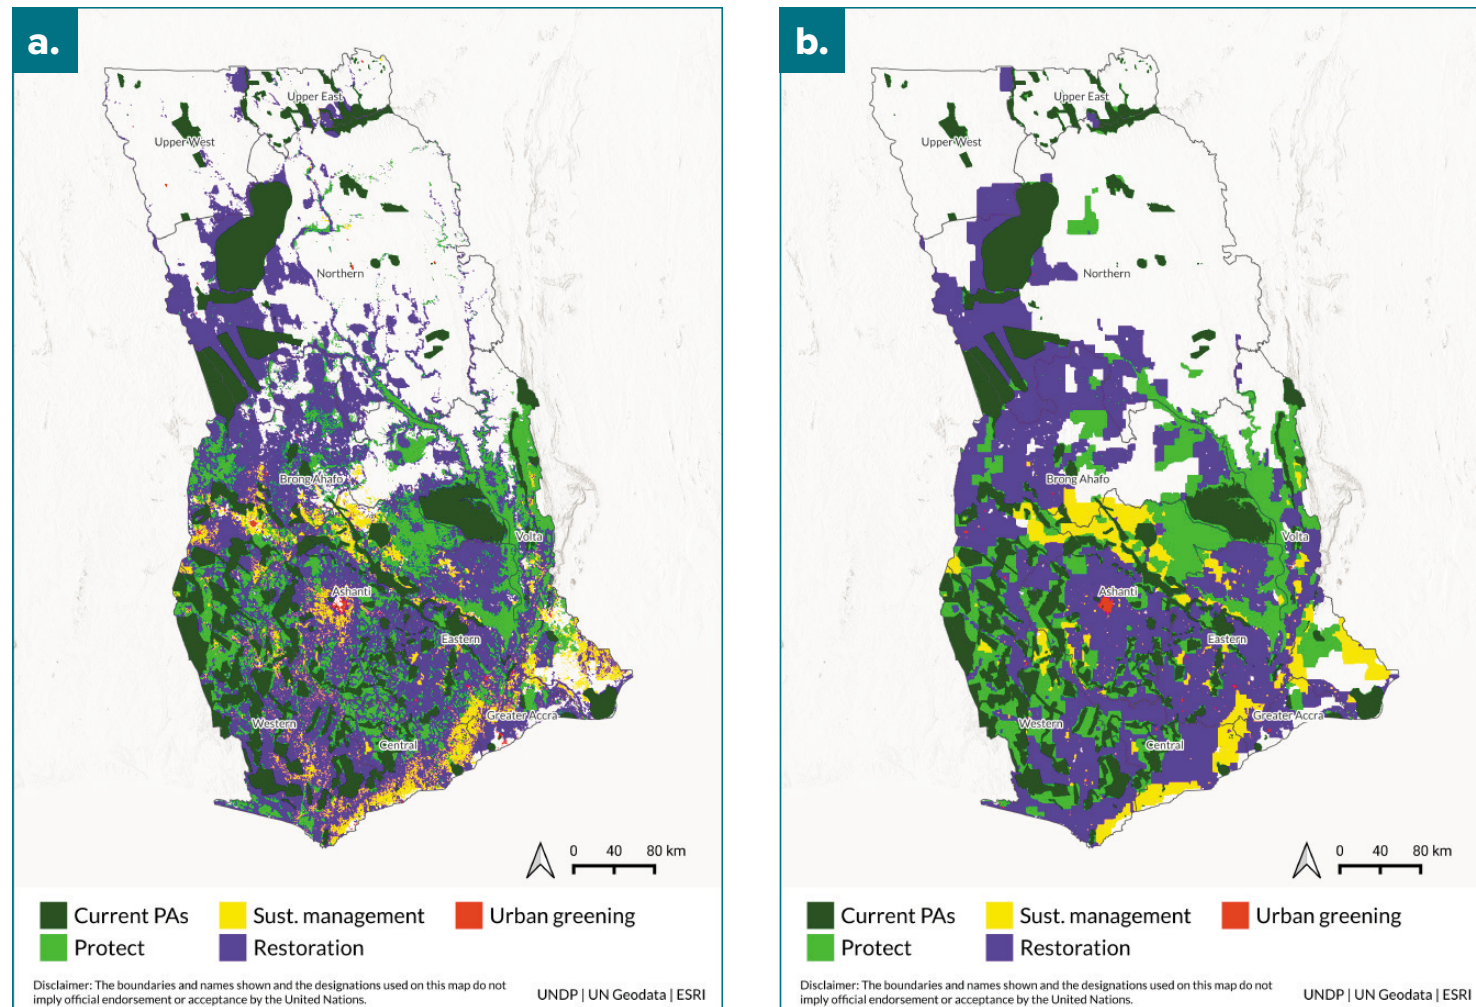 a.
Upper East
Upper West
Northern
Brong Ahafo
Volta
Ashanti
Eastern
Greater Accra
Western
Central
0 40 80 km
Current PAs
Sust. management
Urban greening
Protect
Restoration
Disclaimer: The boundaries and names shown and the designations used on this map do not
imply official endorsement or acceptance by the United Nations.
UNDP | UN Geodata | ESRI
b.
Upper East
Upper West
Northern
Brong Ahafo
Volta
Ashanti
Eastern
Greater Accra
Western
Central
0 40 80 km
Current PAs
Sust. management
Urban greening
Protect
Restoration
Disclaimer: The boundaries and names shown and the designations used on this map do not
imply official endorsement or acceptance by the United Nations.
UNDP | UN Geodata | ESRI